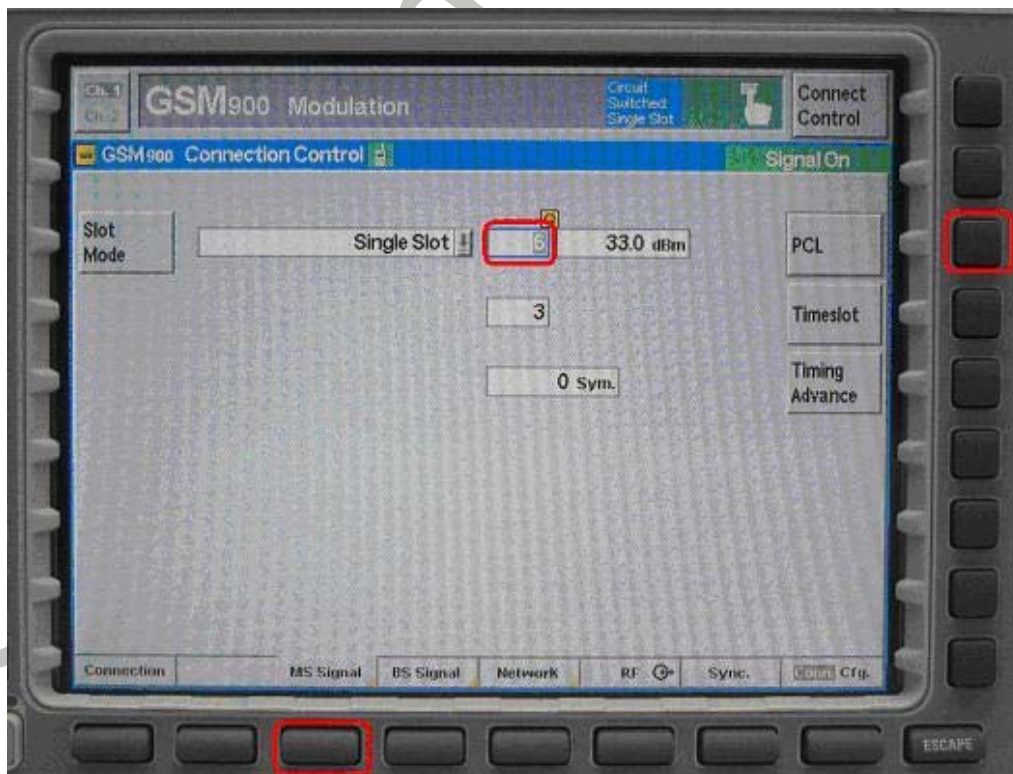 Ch. 1
Ch. 2
GSM900 Modulation
Circuit
Switched
Single Slot
Connect
Control
GSM900 Connection Control
Signal On
Slot
Mode
Single Slot
33.0 dBm
PCL
3
Timeslot
0 Sym.
Timing
Advance
Connection
MS Signal
BS Signal
Network
RF
Sync.
Cfg.
ESCAPE